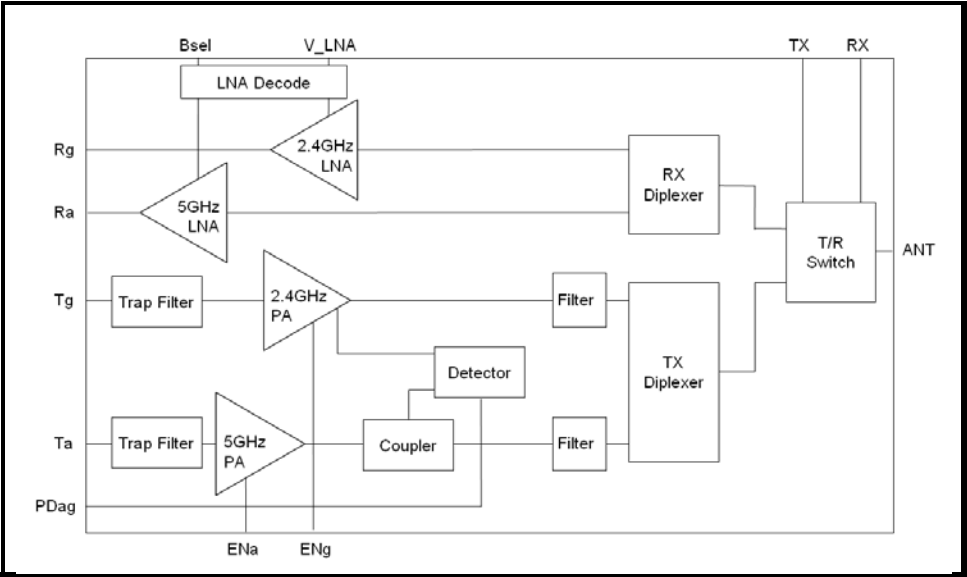 Bsel
V_LNA
TX
RX
LNA Decode
Rg
2.4GHz
LNA
RX
Diplexer
Ra
5GHz
LNA
T/R
Switch
ANT
Tg
Trap Filter
2.4GHz
PA
Filter
TX
Diplexer
Detector
Ta
Trap Filter
5GHz
PA
Coupler
Filter
PDag
ENa
ENg